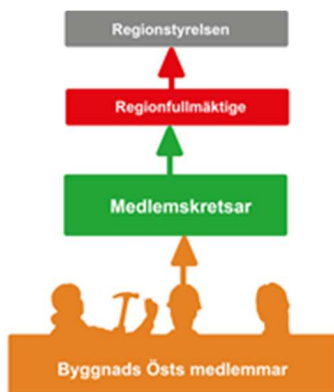 Regionstyrelsen
Regionfullmäktige
Medlemskretsar
Byggnads Östs medlemmar